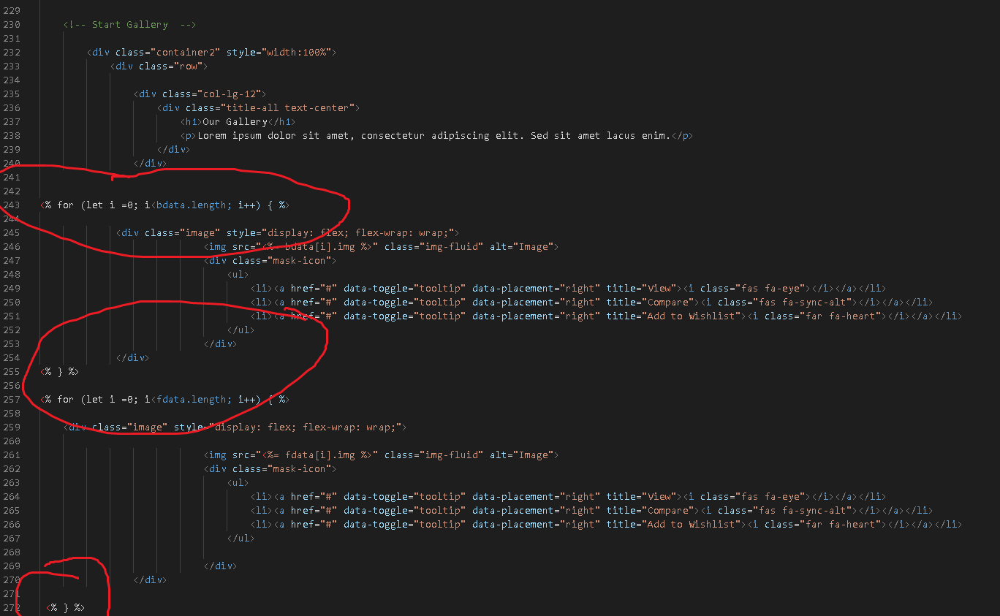 229
230 <!-- Start Gallery  -->
231
232 <div class="container2" style="width:100%">
233 <div class="row">
234
235 <div class="col-lg-12">
236 <div class="title-all text-center">
237 <h1>Our Gallery</h1>
238 <p>Lorem ipsum dolor sit amet, consectetur adipiscing elit. Sed sit amet lacus enim.</p>
239 </div>
240 </div>
241
242
243 <% for (let i =0; i<bdata.length; i++) { %>
244
245 <div class="image" style="display: flex; flex-wrap: wrap;">
246 <img src="<%= bdata[i].img %>" class="img-fluid" alt="Image">
247 <div class="mask-icon">
248 <ul>
249 <li><a href="#" data-toggle="tooltip" data-placement="right" title="View"><i class="fas fa-eye"></i></a></li>
250 <li><a href="#" data-toggle="tooltip" data-placement="right" title="Compare"><i class="fas fa-sync-alt"></i></a></li>
251 <li><a href="#" data-toggle="tooltip" data-placement="right" title="Add to Wishlist"><i class="far fa-heart"></i></a></li>
252 </ul>
253 </div>
254 </div>
255 <% } %>
256
257 <% for (let i =0; i<fdata.length; i++) { %>
258
259 <div class="image" style="display: flex; flex-wrap: wrap;">
260
261 <img src="<%= fdata[i].img %>" class="img-fluid" alt="Image">
262 <div class="mask-icon">
263 <ul>
264 <li><a href="#" data-toggle="tooltip" data-placement="right" title="View"><i class="fas fa-eye"></i></a></li>
265 <li><a href="#" data-toggle="tooltip" data-placement="right" title="Compare"><i class="fas fa-sync-alt"></i></a></li>
266 <li><a href="#" data-toggle="tooltip" data-placement="right" title="Add to Wishlist"><i class="far fa-heart"></i></a></li>
267 </ul>
268
269 </div>
270 </div>
271
272 <% } %>